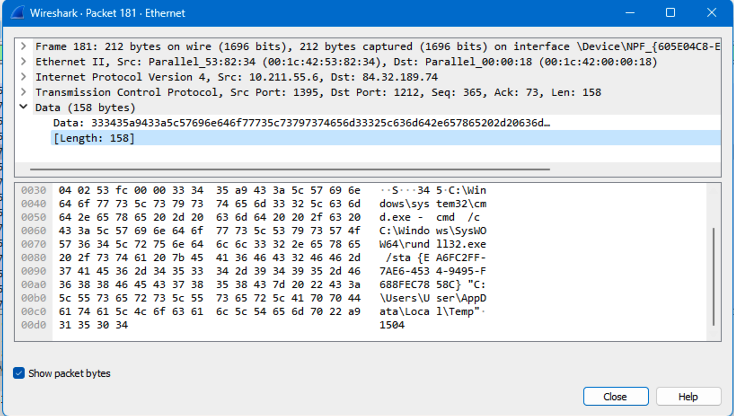 Wireshark · Packet 181 · Ethernet
Frame 181: 212 bytes on wire (1696 bits), 212 bytes captured (1696 bits) on interface \Device\NPF_{605E04C8-E
Ethernet II, Src: Parallel_53:82:34 (00:1c:42:53:82:34), Dst: Parallel_00:00:18 (00:1c:42:00:00:18)
Internet Protocol Version 4, Src: 10.211.55.6, Dst: 84.32.189.74
Transmission Control Protocol, Src Port: 1395, Dst Port: 1212, Seq: 365, Ack: 73, Len: 158
Data (158 bytes)
Data: 333435a9433a5c57696e646f77735c73797374656d33325c636d642e657865202d20636d…
[Length: 158]
0030 04 02 53 fc 00 00 33 34 35 a9 43 3a 5c 57 69 6e ··S···34 5·C:\Win
0040 64 6f 77 73 5c 73 79 73 74 65 6d 33 32 5c 63 6d dows\sys tem32\cm
0050 64 2e 65 78 65 20 2d 20 63 6d 64 20 20 2f 63 20 d.exe - cmd /c
0060 43 3a 5c 57 69 6e 64 6f 77 73 5c 53 79 73 57 4f C:\Windo ws\SysWO
0070 57 36 34 5c 72 75 6e 64 6c 6c 33 32 2e 65 78 65 W64\rund ll32.exe
0080 20 2f 73 74 61 20 7b 45 41 36 46 43 32 46 46 2d /sta {E A6FC2FF-
0090 37 41 45 36 2d 34 35 33 34 2d 39 34 39 35 2d 46 7AE6-453 4-9495-F
00a0 36 38 38 46 45 43 37 38 35 38 43 7d 20 22 43 3a 688FEC78 58C} "C:
00b0 5c 55 73 65 72 73 5c 55 73 65 72 5c 41 70 70 44 \Users\U ser\AppD
00c0 61 74 61 5c 4c 6f 63 61 6c 5c 54 65 6d 70 22 a9 ata\Loca l\Temp"·
00d0 31 35 30 34 1504
Show packet bytes
Close Help